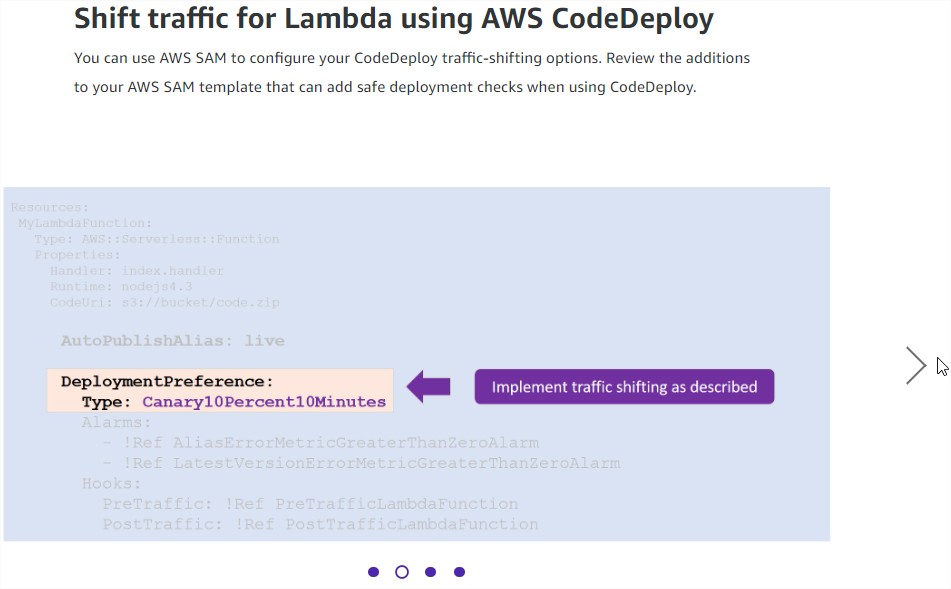 Shift traffic for Lambda using AWS CodeDeploy
You can use AWS SAM to configure your CodeDeploy traffic-shifting options. Review the additions
to your AWS SAM template that can add safe deployment checks when using CodeDeploy.
Resources:
MyLambdaFunction:
Type: AWS::Serverless::Function
Properties:
Handler: index.handler
Runtime: nodejs4.3
CodeUri: s3://bucket/code.zip
AutoPublishAlias: live
DeploymentPreference:
Type: Canary10Percent10Minutes
Implement traffic shifting as described
Alarms:
- !Ref AliasErrorMetricGreaterThanZeroAlarm
- !Ref LatestVersionErrorMetricGreaterThanZeroAlarm
Hooks:
PreTraffic: !Ref PreTrafficLambdaFunction
PostTraffic: !Ref PostTrafficLambdaFunction